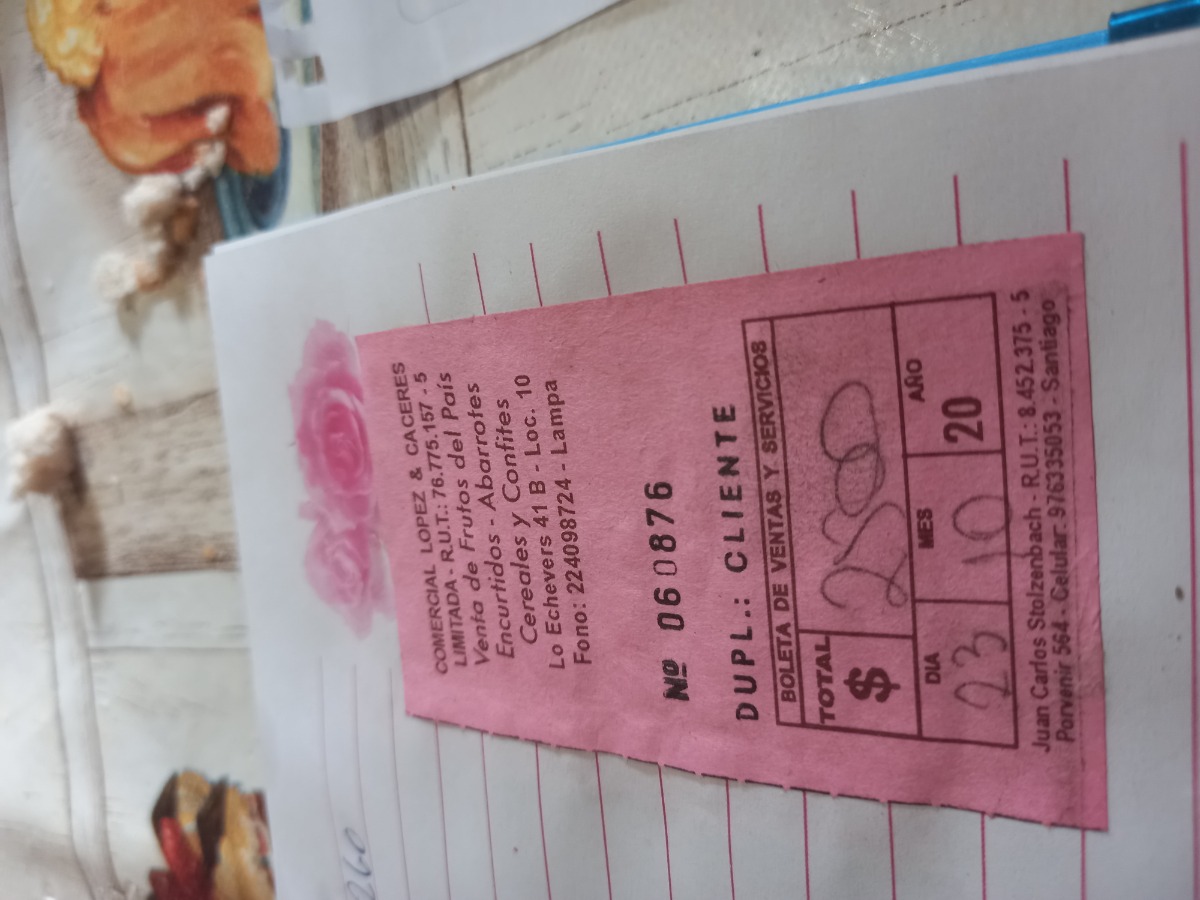 COMERCIAL LOPEZ & CACERES
LIMITADA - R.U.T.: 76.775.157 - 5
Venta de Frutos del País
Encurtidos - Abarrotes
Cereales y Confites
Lo Echevers 41 B - Loc. 10
Fono: 224098724 - Lampa
Nº 060876
DUPL.: CLIENTE
BOLETA DE VENTAS Y SERVICIOS
TOTAL
$ 2500
DIA MES AÑO
23 10 20
Juan Carlos Stolzenbach - R.U.T.: 8.452.375 - 5
Porvenir 564 - Celular: 976335053 - Santiago